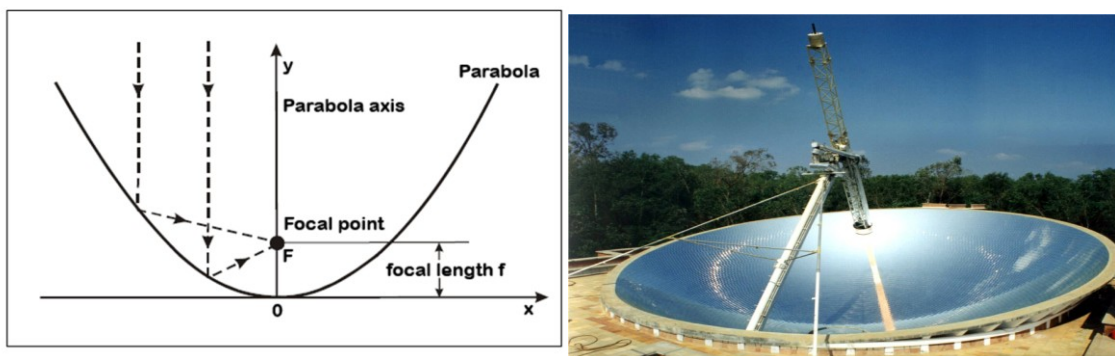 y
Parabola
Parabola axis
Focal point
F
focal length f
0
x